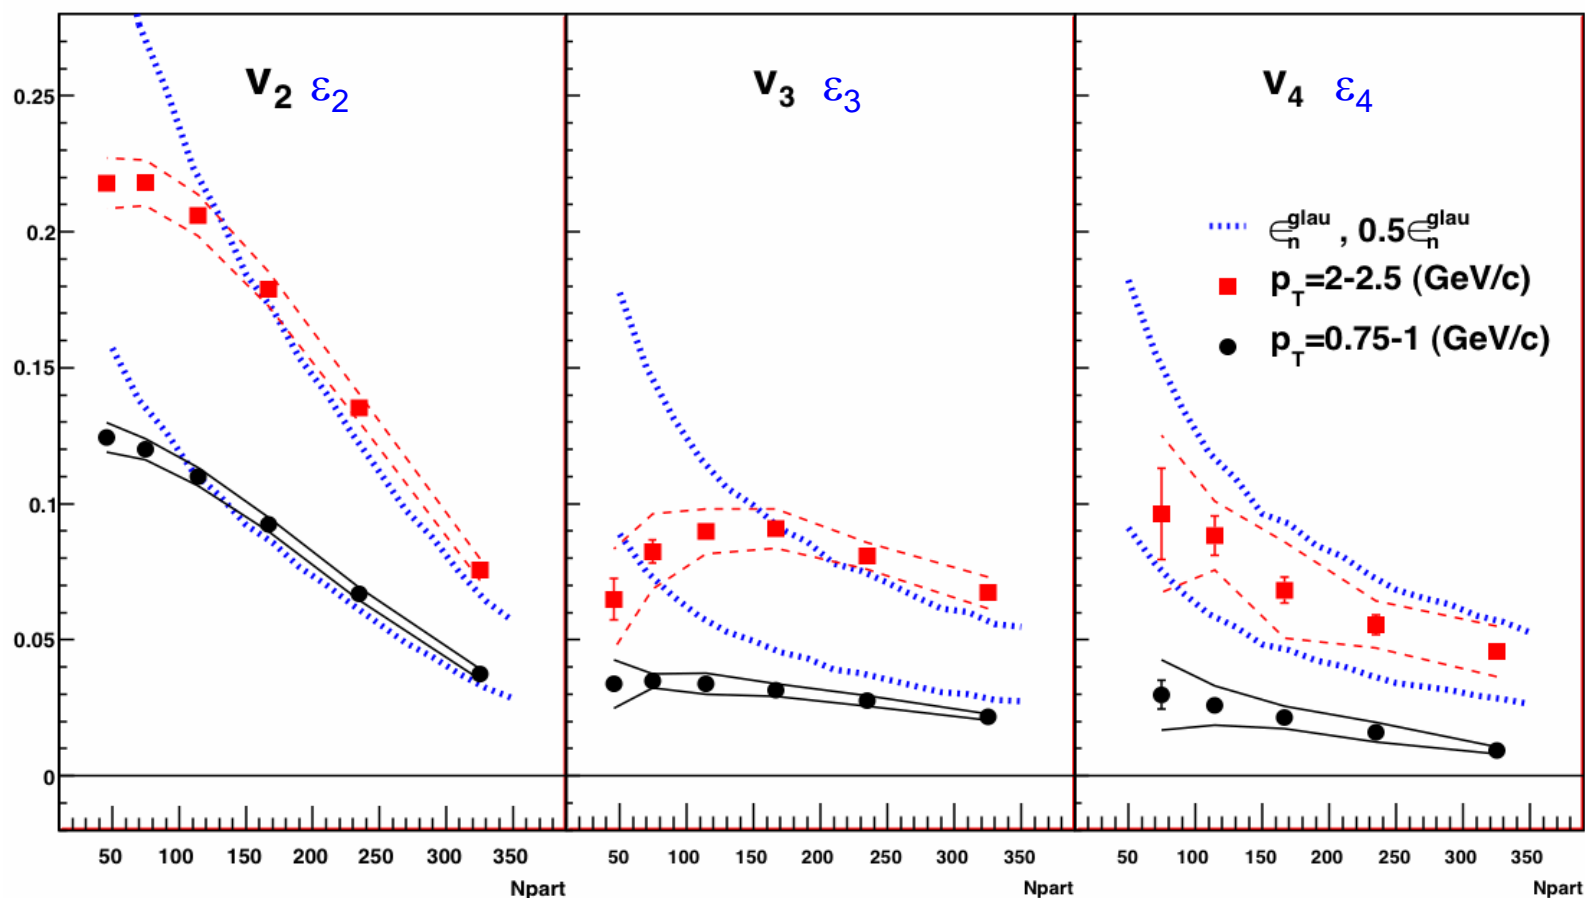 v2 ε2
v3 ε3
v4 ε4
0.25
0.2
0.15
0.1
0.05
0
∈n^glau , 0.5∈n^glau
pT=2-2.5 (GeV/c)
pT=0.75-1 (GeV/c)
50 100 150 200 250 300 350
50 100 150 200 250 300 350
50 100 150 200 250 300 350
Npart
Npart
Npart